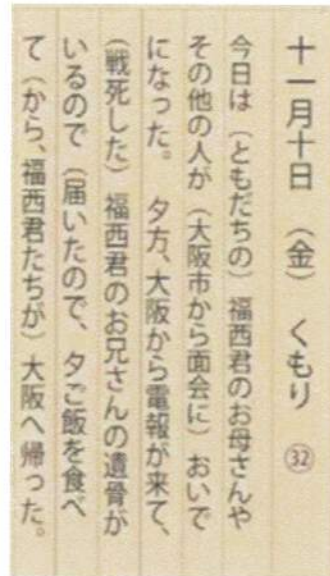 十一月十日　（金）　くもり　㉜
今日は（ともだちの）福西君のお母さんや
その他の人が（大阪市から面会に）おいで
になった。　夕方、大阪から電報が来て、
（戦死した）福西君のお兄さんの遺骨が
いるので（届いたので、夕ご飯を食べ
て（から、福西君たちが）大阪へ帰った。